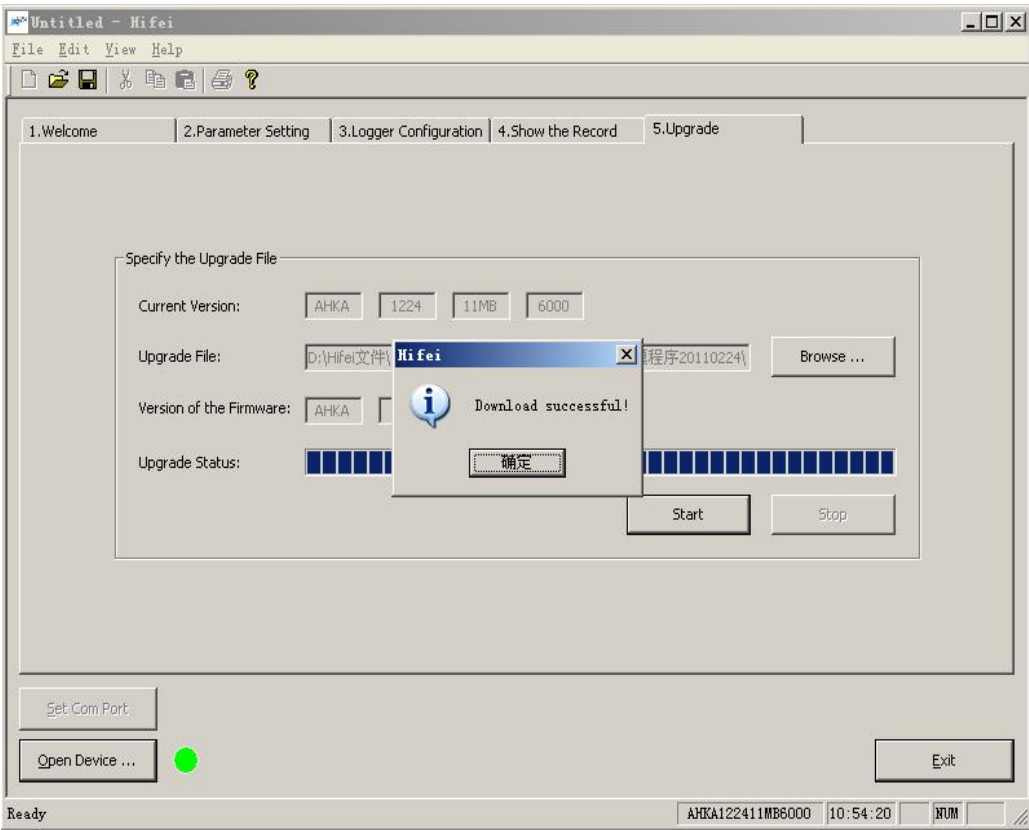 Untitled - Hifei
File Edit View Help
1.Welcome 2.Parameter Setting 3.Logger Configuration 4.Show the Record 5.Upgrade
Specify the Upgrade File
Current Version: AHKA 1224 11MB 6000
Upgrade File: D:\Hifei文件\ 程序20110224\ Browse ...
Hifei
Download successful!
确定
Version of the Firmware: AHKA
Upgrade Status:
Start Stop
Set Com Port
Open Device ... Exit
Ready AHKA122411MB6000 10:54:20 NUM